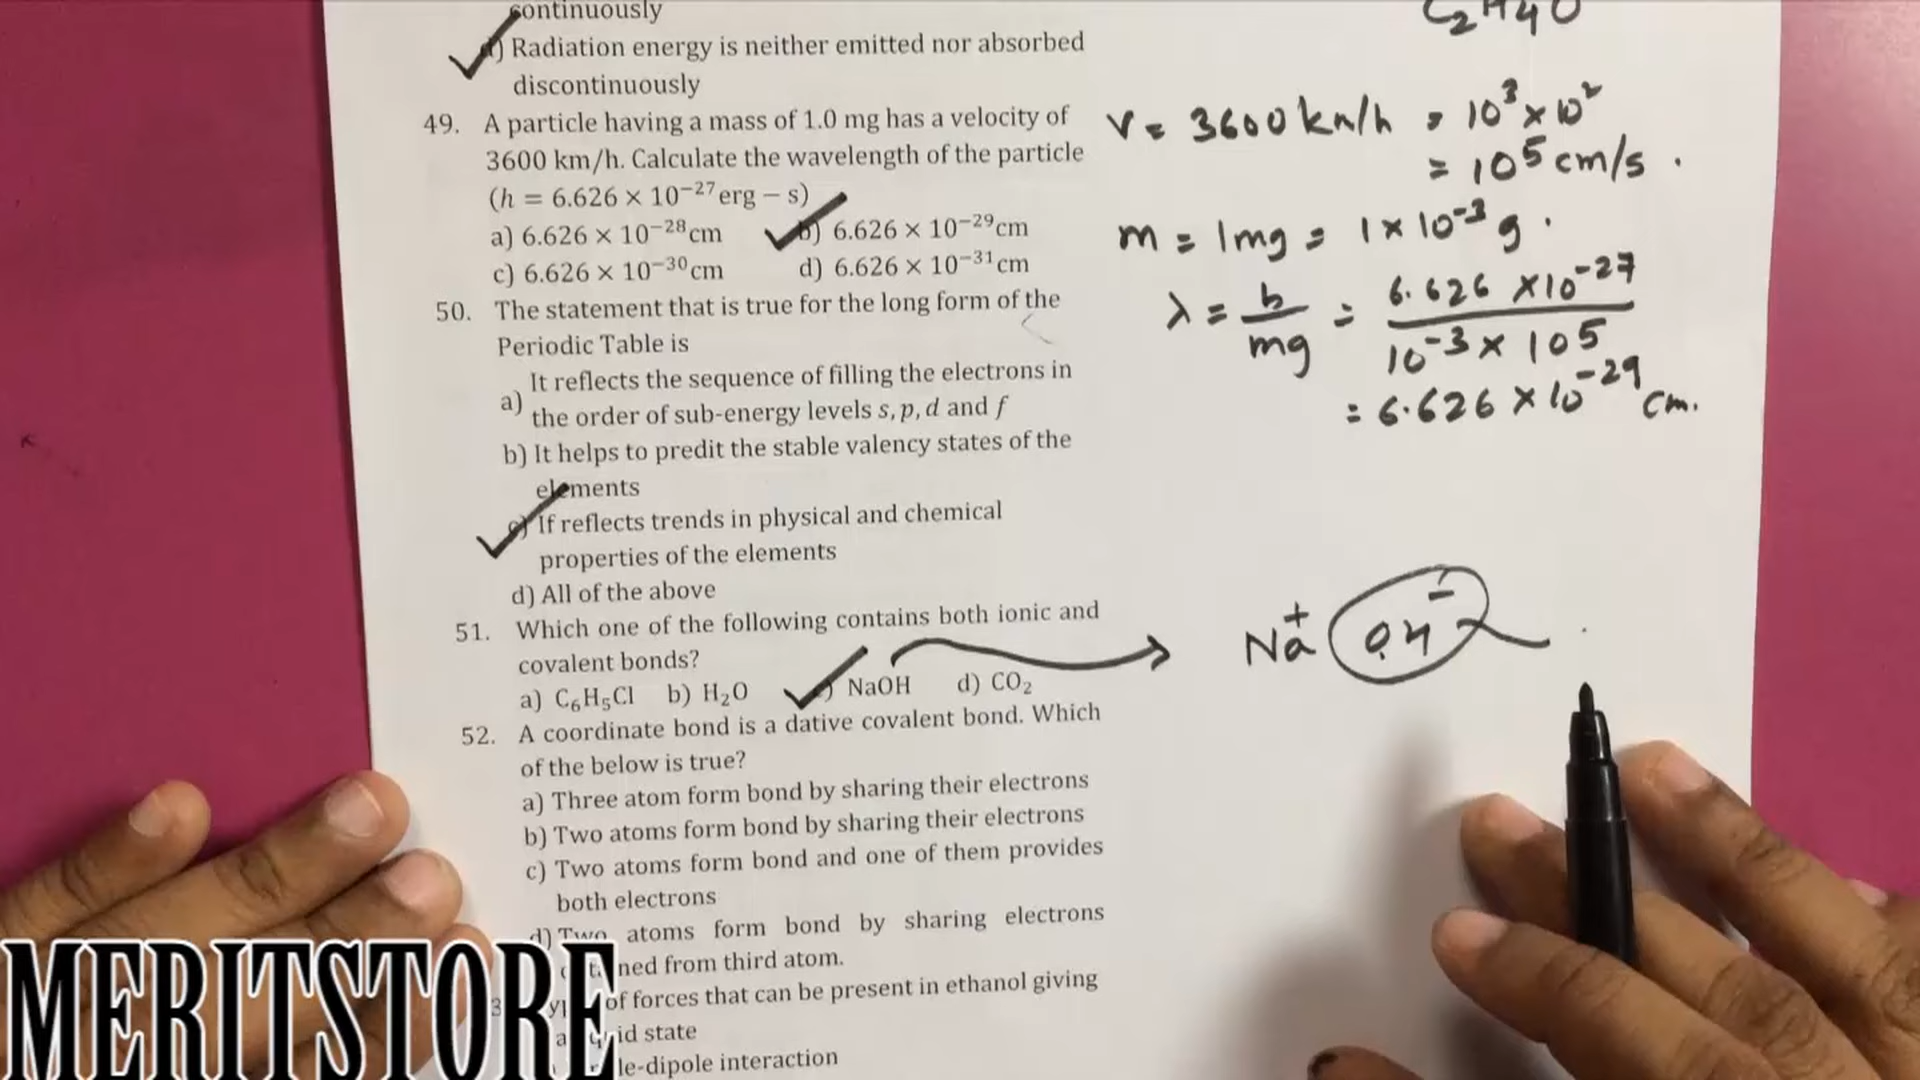 continuously
C2H4O
d) Radiation energy is neither emitted nor absorbed
discontinuously
49. A particle having a mass of 1.0 mg has a velocity of
3600 km/h. Calculate the wavelength of the particle
(h = 6.626 × 10⁻²⁷ erg – s)
a) 6.626 × 10⁻²⁸cm b) 6.626 × 10⁻²⁹cm
c) 6.626 × 10⁻³⁰cm d) 6.626 × 10⁻³¹cm
v = 3600 km/h = 10³ × 10²
= 10⁵ cm/s .
m = 1mg = 1 × 10⁻³ g .
λ = h/mg = 6.626 × 10⁻²⁷ / 10⁻³ × 10⁵
= 6.626 × 10⁻²⁹ cm.
50. The statement that is true for the long form of the
Periodic Table is
a) It reflects the sequence of filling the electrons in
the order of sub-energy levels s, p, d and f
b) It helps to predit the stable valency states of the
elements
c) If reflects trends in physical and chemical
properties of the elements
d) All of the above
51. Which one of the following contains both ionic and
covalent bonds?
a) C₆H₅Cl b) H₂O c) NaOH d) CO₂
Na⁺ OH⁻
52. A coordinate bond is a dative covalent bond. Which
of the below is true?
a) Three atom form bond by sharing their electrons
b) Two atoms form bond by sharing their electrons
c) Two atoms form bond and one of them provides
both electrons
d) Two atoms form bond by sharing electrons
ned from third atom.
of forces that can be present in ethanol giving
id state
le-dipole interaction
MERITSTORE